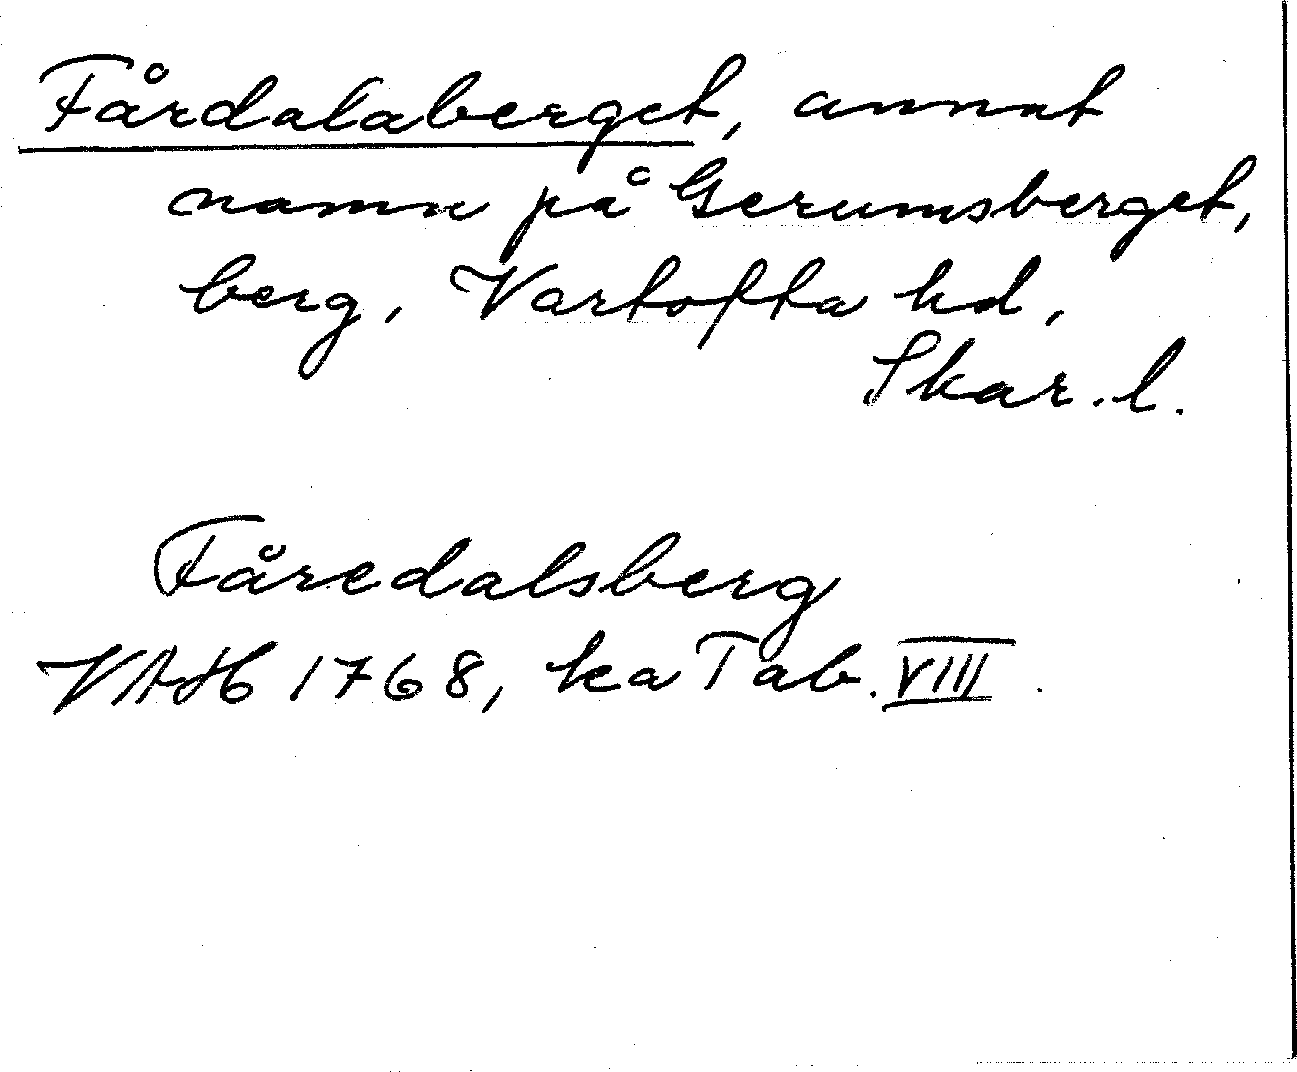 Fårdalaberget, annat
namn på Gerumsberget,
berg, Vartofta hd,
Skar. l.
Fåredalsberg
VAH 1768, ka Tab. VIII.